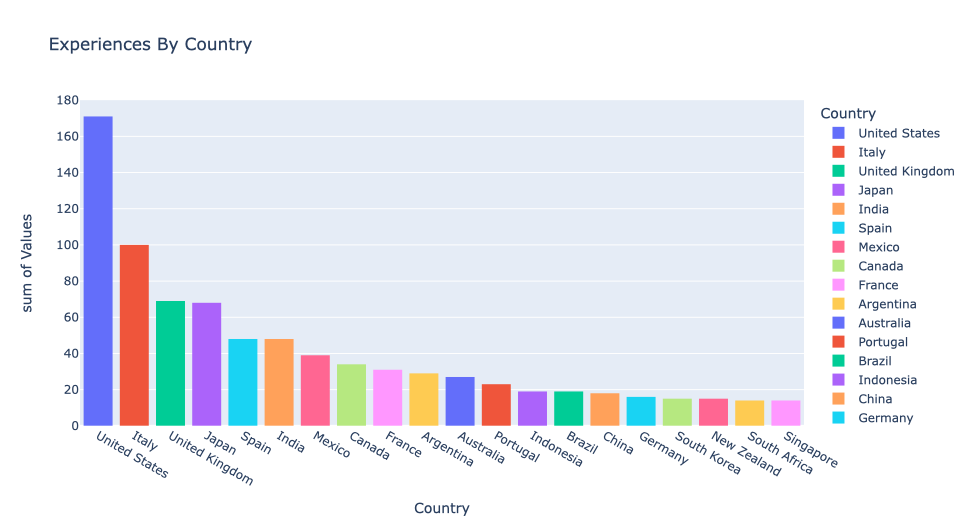 Experiences By Country
sum of Values
180
160
140
120
100
80
60
40
20
0
United States
Italy
United Kingdom
Japan
Spain
India
Mexico
Canada
France
Argentina
Australia
Portugal
Indonesia
Brazil
China
Germany
South Korea
New Zealand
South Africa
Singapore
Country
Country
United States
Italy
United Kingdom
Japan
India
Spain
Mexico
Canada
France
Argentina
Australia
Portugal
Brazil
Indonesia
China
Germany